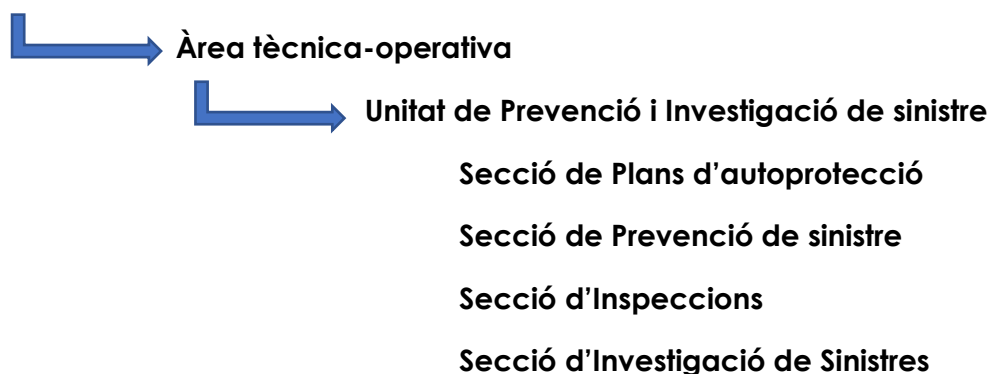 Àrea tècnica-operativa
Unitat de Prevenció i Investigació de sinistre
Secció de Plans d’autoprotecció
Secció de Prevenció de sinistre
Secció d’Inspeccions
Secció d’Investigació de Sinistres